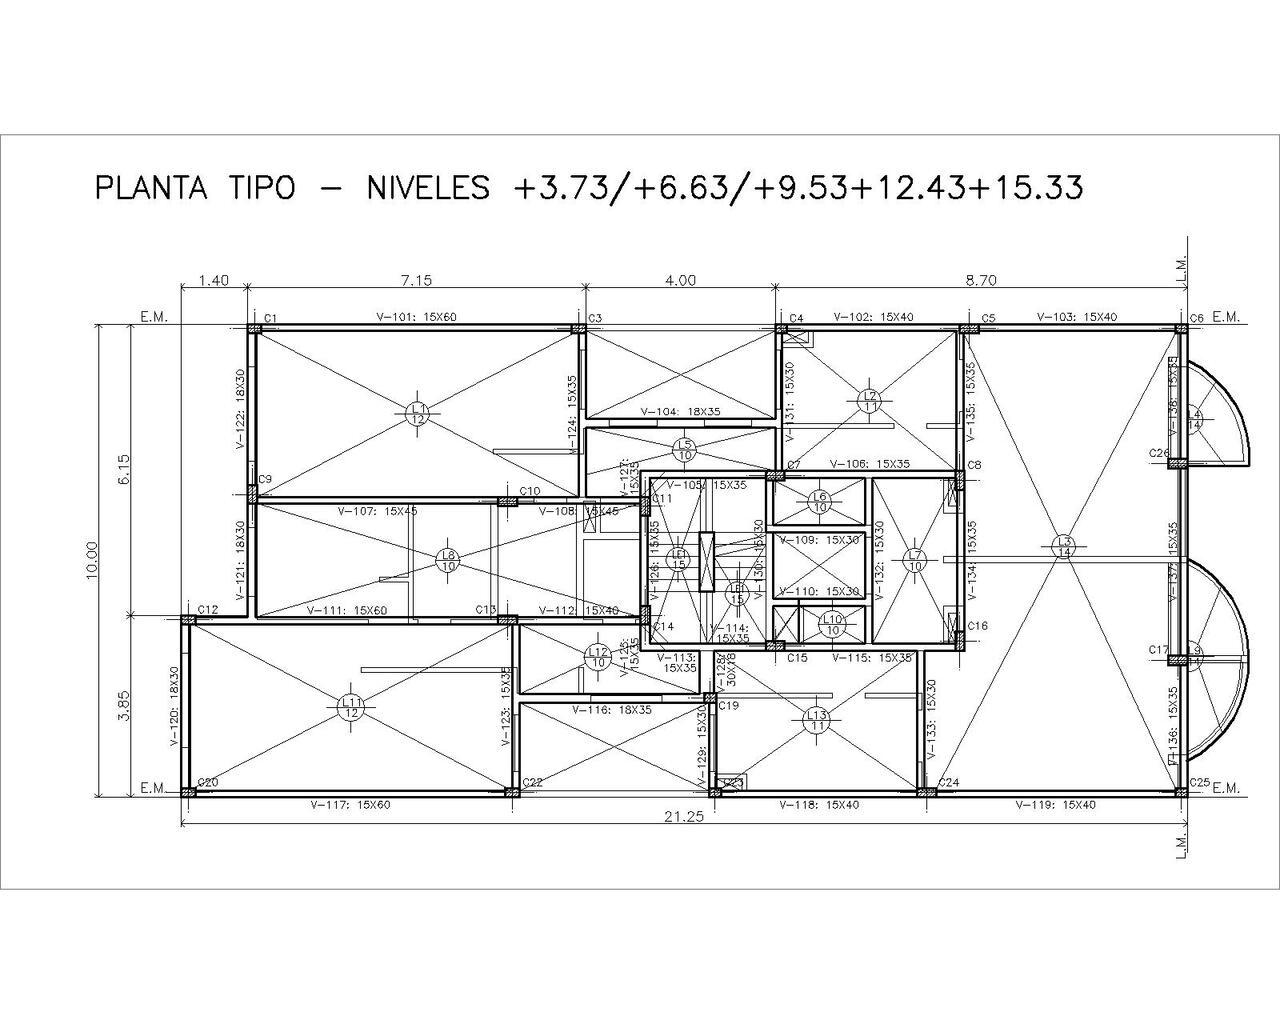 PLANTA TIPO - NIVELES +3.73/+6.63/+9.53+12.43+15.33
L.M.
1.40 7.15 4.00 8.70
E.M. C1 V-101: 15X60 C3 C4 V-102: 15X40 C5 V-103: 15X40 C6 E.M.
V-122: 18X30
V-124: 15X35
V-131: 15X30
V-135: 15X35
V-138: 15X35
L1
12
V-104: 18X35
L2
11
L4
14
L5
10
C26
6.15
C9
C10
V-127:
15X35
V-105: 15X35
C7
V-106: 15X35
C8
V-107: 15X45
V-108: 15X45
C11
L6
10
V-121: 18X30
L8
10
V-126: 15X35
LE1
15
LE1
15
V-130: 15X30
V-109: 15X30
V-110: 15X30
V-132: 15X30
L7
10
V-134: 15X35
L3
14
V-137: 15X35
10.00
C12
V-111: 15X60
C13
V-112: 15X40
C14
V-114:
15X35
L10
10
C16
V-125:
15X35
L12
10
V-113:
15X35
V-128:
30X18
C15
V-115: 15X35
C17
L9
14
3.85
V-120: 18X30
L11
12
V-123: 15X35
V-116: 18X35
C19
V-129: 15X30
L13
11
V-133: 15X30
V-136: 15X35
E.M. C20 C22 C23 C24 C25 E.M.
V-117: 15X60 V-118: 15X40 V-119: 15X40
21.25
L.M.